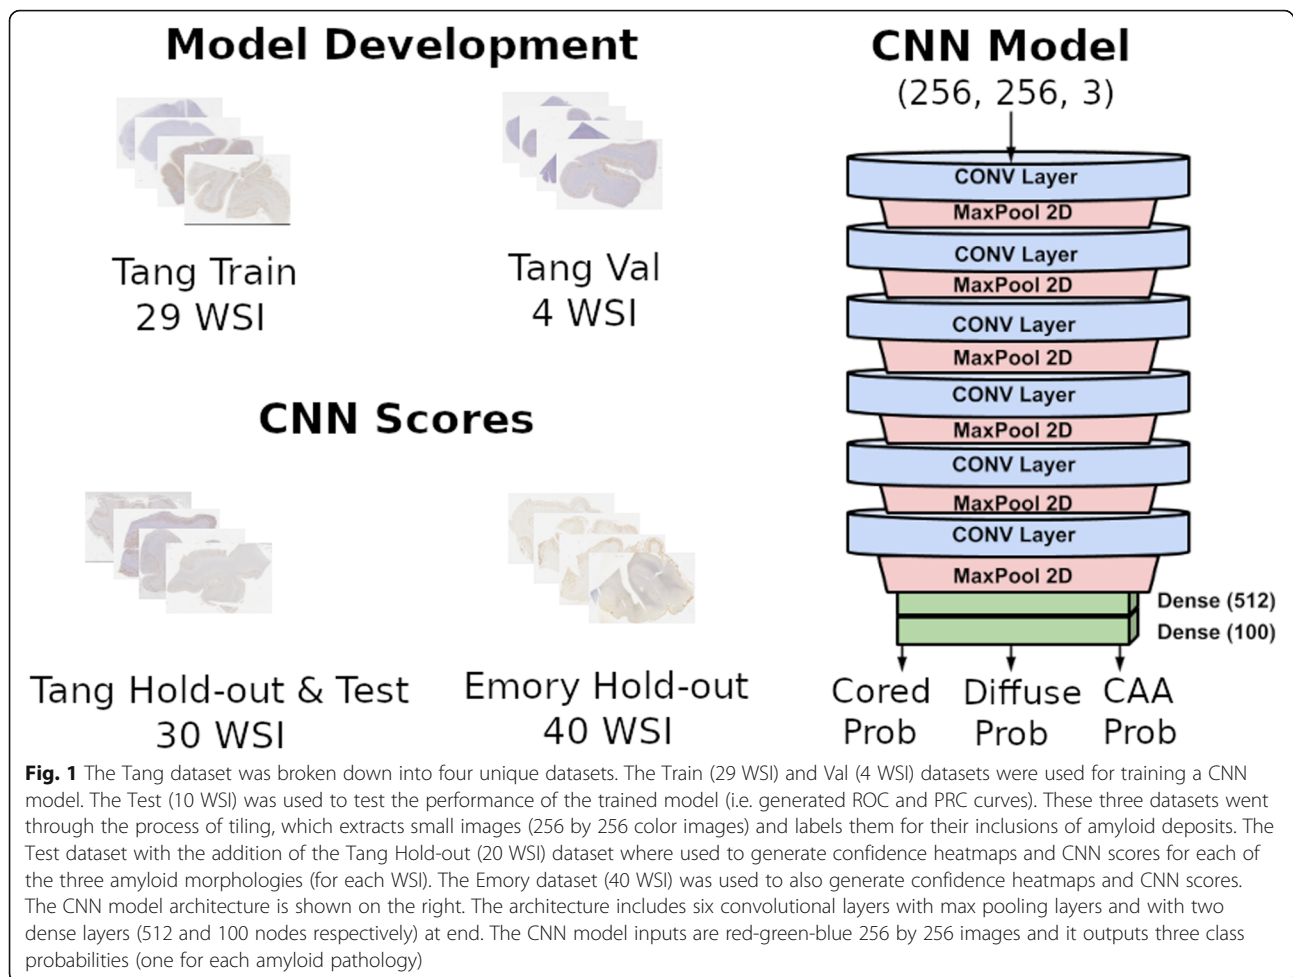 Model Development
Tang Train
29 WSI
Tang Val
4 WSI
CNN Scores
Tang Hold-out & Test
30 WSI
Emory Hold-out
40 WSI
CNN Model
(256, 256, 3)
CONV Layer
MaxPool 2D
CONV Layer
MaxPool 2D
CONV Layer
MaxPool 2D
CONV Layer
MaxPool 2D
CONV Layer
MaxPool 2D
CONV Layer
MaxPool 2D
Dense (512)
Dense (100)
Cored
Prob
Diffuse
Prob
CAA
Prob
Fig. 1 The Tang dataset was broken down into four unique datasets. The Train (29 WSI) and Val (4 WSI) datasets were used for training a CNN
model. The Test (10 WSI) was used to test the performance of the trained model (i.e. generated ROC and PRC curves). These three datasets went
through the process of tiling, which extracts small images (256 by 256 color images) and labels them for their inclusions of amyloid deposits. The
Test dataset with the addition of the Tang Hold-out (20 WSI) dataset where used to generate confidence heatmaps and CNN scores for each of
the three amyloid morphologies (for each WSI). The Emory dataset (40 WSI) was used to also generate confidence heatmaps and CNN scores.
The CNN model architecture is shown on the right. The architecture includes six convolutional layers with max pooling layers and with two
dense layers (512 and 100 nodes respectively) at end. The CNN model inputs are red-green-blue 256 by 256 images and it outputs three class
probabilities (one for each amyloid pathology)